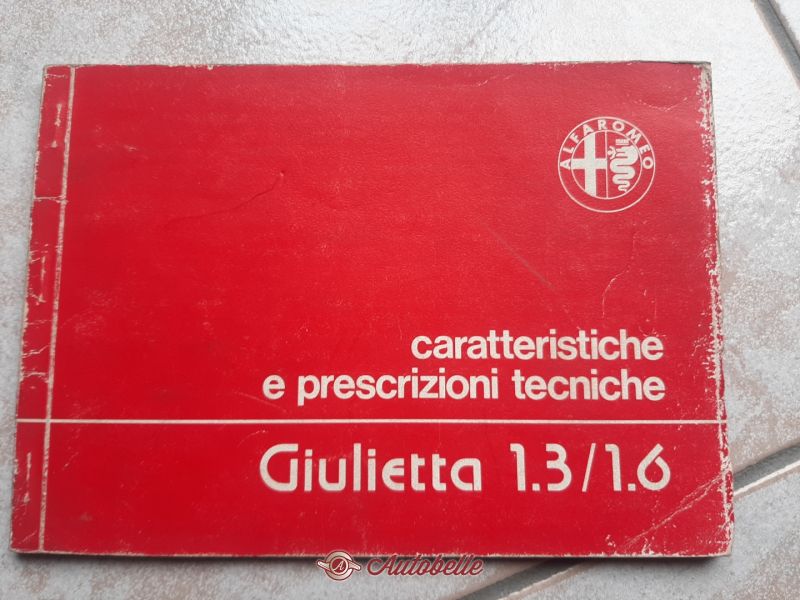 ALFA ROMEO
caratteristiche
e prescrizioni tecniche
Giulietta 1.3/1.6
A Autobelle